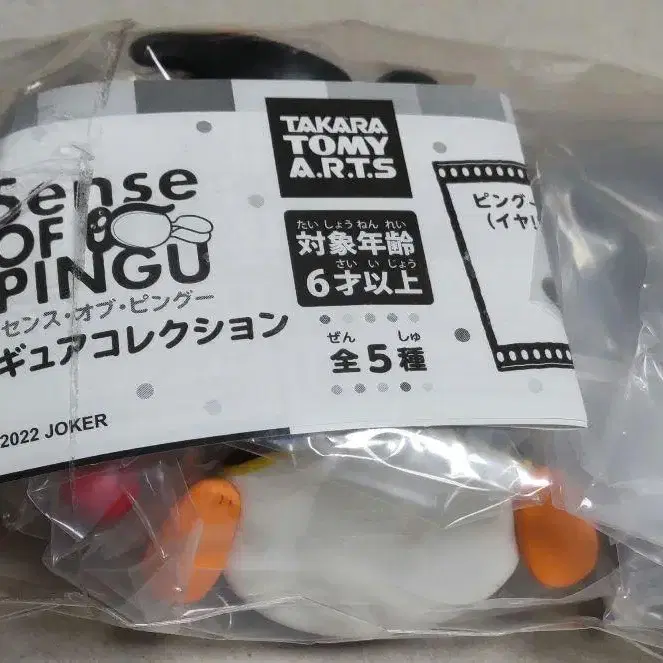 TAKARA
TOMY
A.R.T.S
Sense
OF
PINGU
センス・オブ・ピングー
ギュアコレクション
2022 JOKER
たいしょうねんれい
対象年齢
さいいじょう
6才以上
ぜん しゅ
全5種
ピングー
(イヤ!